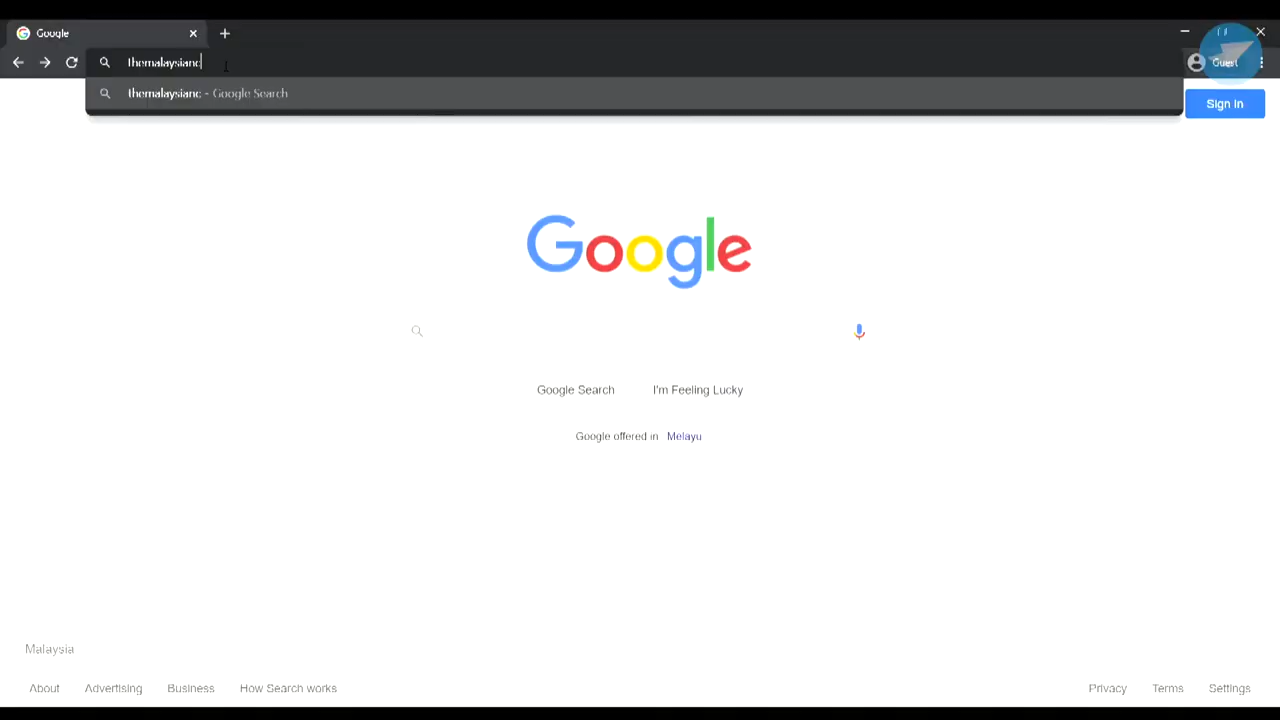 Google
themalaysianc
Guest
themalaysianc - Google Search
Sign in
Google
Google Search
I'm Feeling Lucky
Google offered in Melayu
Malaysia
About
Advertising
Business
How Search works
Privacy
Terms
Settings